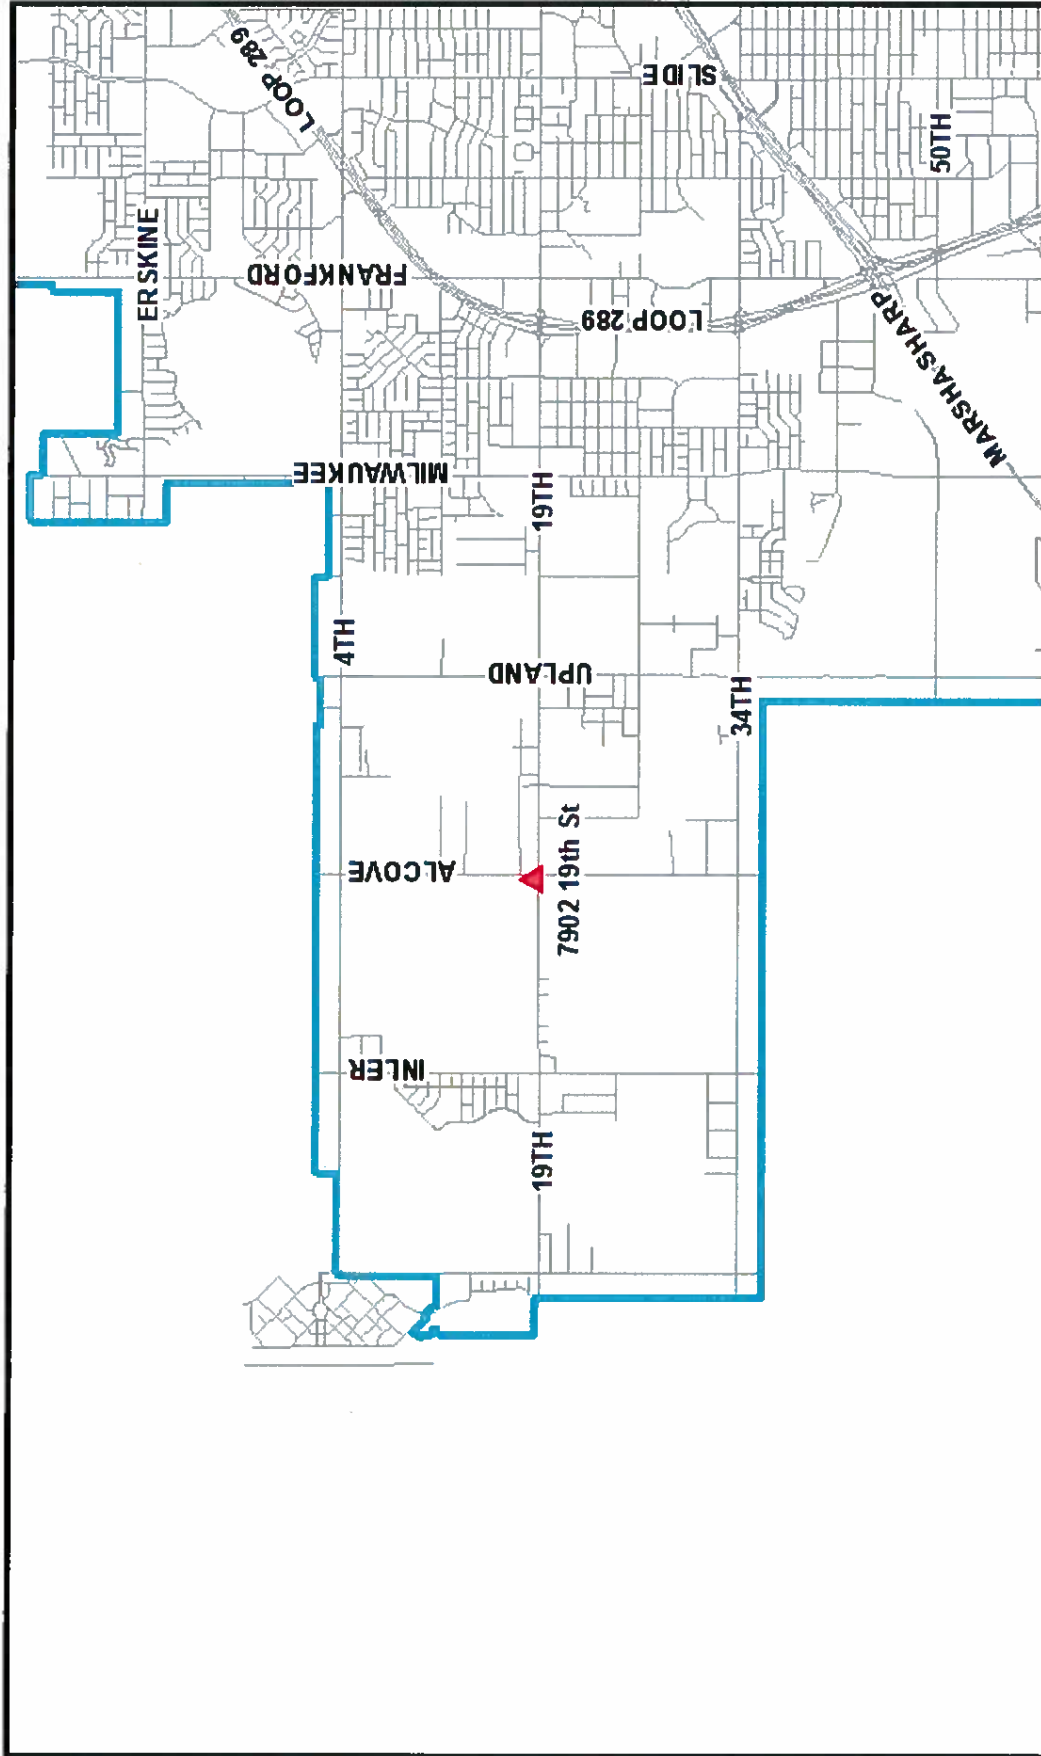 LOOP 289
SLIDE
ERSKINE
50TH
FRANKFORD
LOOP 289
MARSHA SHARP
MILWAUKEE
19TH
4TH
UPLAND
34TH
ALCOVE
7902 19th St
INLER
19TH